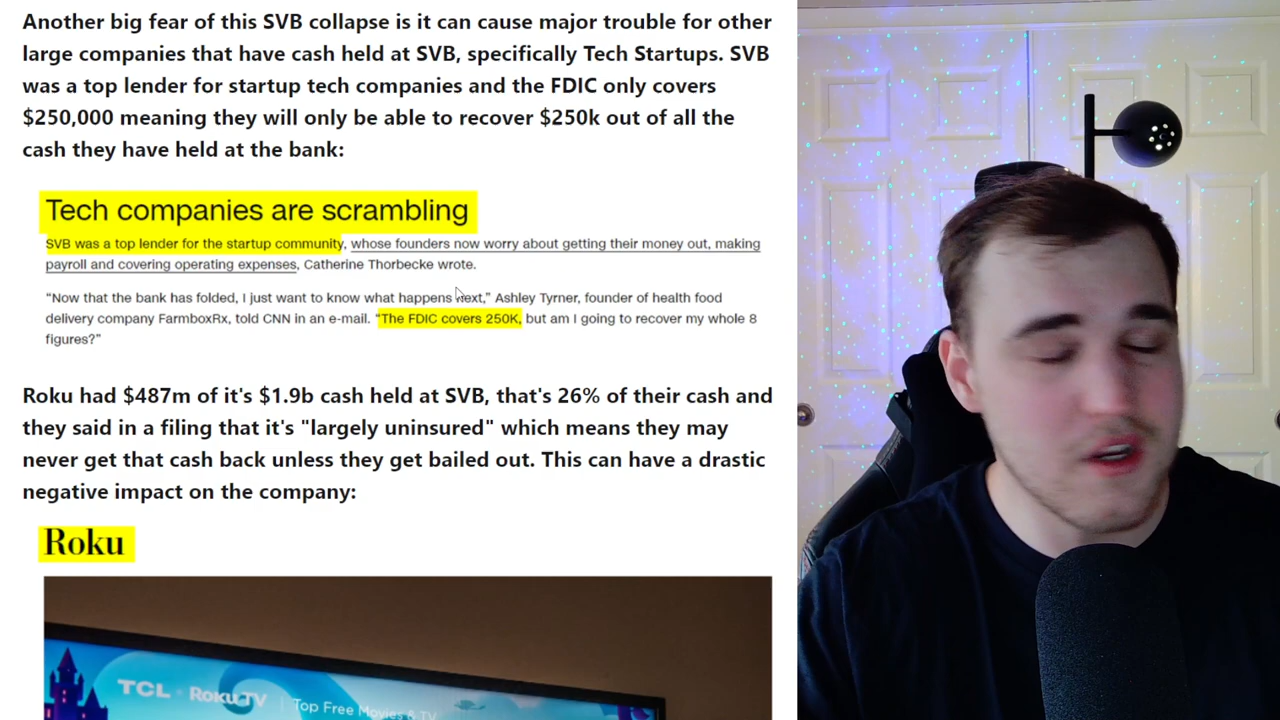 Another big fear of this SVB collapse is it can cause major trouble for other
large companies that have cash held at SVB, specifically Tech Startups. SVB
was a top lender for startup tech companies and the FDIC only covers
$250,000 meaning they will only be able to recover $250k out of all the
cash they have held at the bank:
Tech companies are scrambling
SVB was a top lender for the startup community, whose founders now worry about getting their money out, making
payroll and covering operating expenses, Catherine Thorbecke wrote.
“Now that the bank has folded, I just want to know what happens next,” Ashley Tyrner, founder of health food
delivery company FarmboxRx, told CNN in an e-mail. “The FDIC covers 250K, but am I going to recover my whole 8
figures?”
Roku had $487m of it's $1.9b cash held at SVB, that's 26% of their cash and
they said in a filing that it's "largely uninsured" which means they may
never get that cash back unless they get bailed out. This can have a drastic
negative impact on the company:
Roku
TCL · Roku TV | Top Free Movies & TV